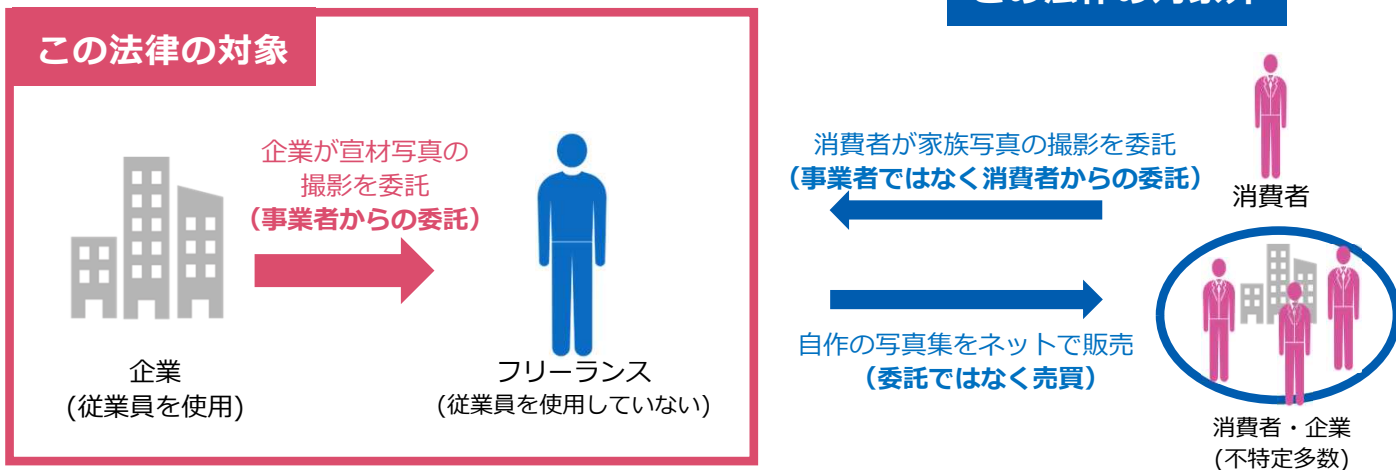 この法律の対象
企業が宣材写真の
撮影を委託
（事業者からの委託）
企業
(従業員を使用)
フリーランス
(従業員を使用していない)
消費者が家族写真の撮影を委託
（事業者ではなく消費者からの委託）
消費者
自作の写真集をネットで販売
（委託ではなく売買）
消費者・企業
(不特定多数)